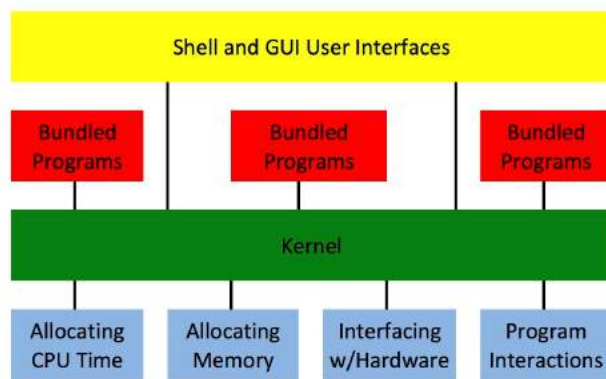 Shell and GUI User Interfaces
Bundled
Programs
Bundled
Programs
Bundled
Programs
Kernel
Allocating
CPU Time
Allocating
Memory
Interfacing
w/Hardware
Program
Interactions